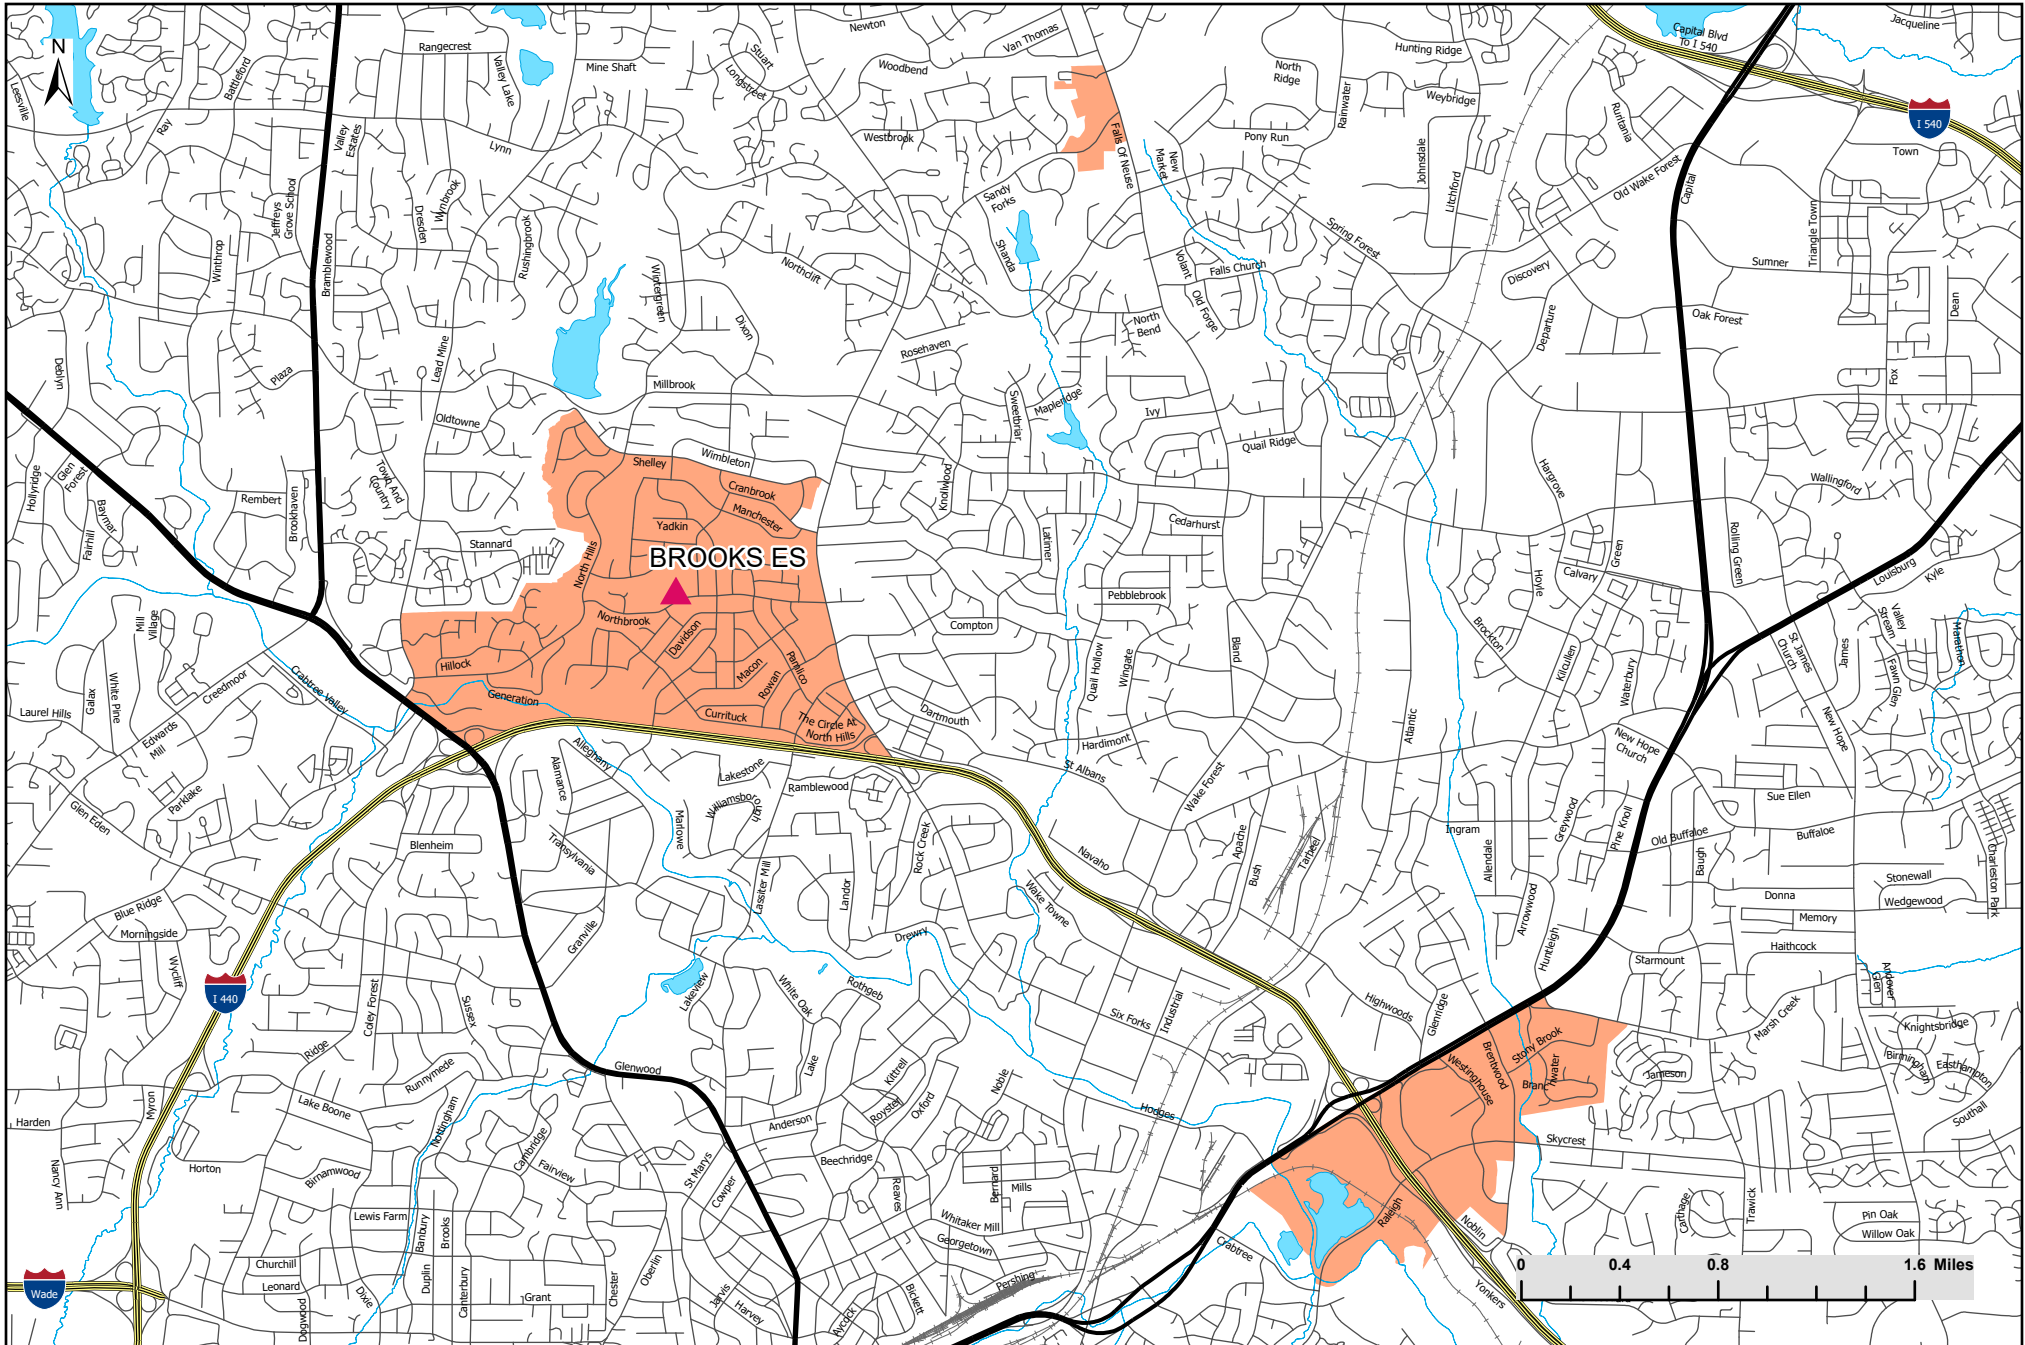 N
Leesville
Battleford
Ray
Rangecrest
Valley Lake
Mine Shaft
Stuart
Longstreet
Newton
Woodbend
Van Thomas
Hunting Ridge
North
Ridge
Rainwater
Weybridge
Capital Blvd
To I 540
Jacqueline
I 540
Town
Valley
Estates
Lynn
Westbrook
Falls Of Neuse
New
Market
Pony Run
Johnsdale
Litchford
Ruritania
Old Wake Forest
Capital
Triangle Town
Jeffreys
Grove School
Winthrop
Bramblewood
Dresden
Wynbrook
Rushingbrook
Wintergreen
Northclift
Sandy
Forks
Shanda
Volant
Falls Church
Spring Forest
Discovery
Sumner
Dean
Deblyn
Plaza
Lead Mine
Dixon
Rosehaven
North
Bend
Old Forge
Departure
Oak Forest
Fox
Millbrook
Oldtowne
Sweetbriar
Mapleridge
Ivy
Quail Ridge
Hollyridge
Glen
Forest
Baymar
Fairhill
Rembert
Brookhaven
Town And
Country
Stannard
Shelley
Wimbleton
Cranbrook
Manchester
Yadkin
North Hills
Knollwood
Latimer
Cedarhurst
Hargrove
Green
Wallingford
Rolling Green
BROOKS ES
Northbrook
Davidson
Macon
Rowan
Pamlico
Currituck
The Circle At
North Hills
Hillock
Generation
Compton
Pebblebrook
Quail Hollow
Wingate
Bland
Dartmouth
Hardimont
St Albans
Calvary
Hoyle
Brockton
Kilcullen
Waterbury
Louisburg
Kyle
St James
Church
James
Valley
Stream
Fawn Glen
Marathon
New Hope
New Hope
Church
Atlantic
Mill
Village
Galax
White Pine
Creedmoor
Crabtree Valley
Laurel Hills
Edwards
Mill
Parklake
Glen Eden
Alleghany
Alamance
Transylvania
Blenheim
Lakestone
Williamsborough
Marlowe
Ramblewood
Lassiter Mill
Landor
Rock Creek
Wake Forest
Navaho
Apache
Bush
Tarheel
Wake Towne
Ingram
Allendale
Greywood
Pine Knoll
Arrowwood
Huntleigh
Old Buffaloe
Baugh
Sue Ellen
Buffaloe
Charleston Park
Stonewall
Wedgewood
Donna
Memory
Haithcock
Starmount
Marsh Creek
Andover
Glen
Knightsbridge
Birmingham
Easthampton
Southall
Blue Ridge
Morningside
Wycliff
I 440
Coley Forest
Sussex
Granville
Lakeview
White Oak
Rothgeb
Drewry
Lake
Kittrell
Royster
Oxford
Noble
Six Forks
Industrial
Highwoods
Glenridge
Westinghouse
Brentwood
Stony Brook
Jameson
Skycrest
Hodges
Ridge
Runnymede
Glenwood
Myron
Lake Boone
Nottingham
Harden
Nancy Ann
Horton
Birnamwood
Cambridge
Fairview
St Marys
Cowper
Anderson
Beechridge
Reaves
Bernard
Mills
Lewis Farm
Banbury
Brooks
Whitaker Mill
Georgetown
Pershing
Crabtree
Raleigh
Noblin
Yonkers
Carthage
Trawick
Pin Oak
Willow Oak
Wade
Churchill
Leonard
Dogwood
Dixie
Duplin
Canterbury
Grant
Chester
Oberlin
Jarvis
Harvey
Aycock
Bickett
0 0.4 0.8 1.6 Miles